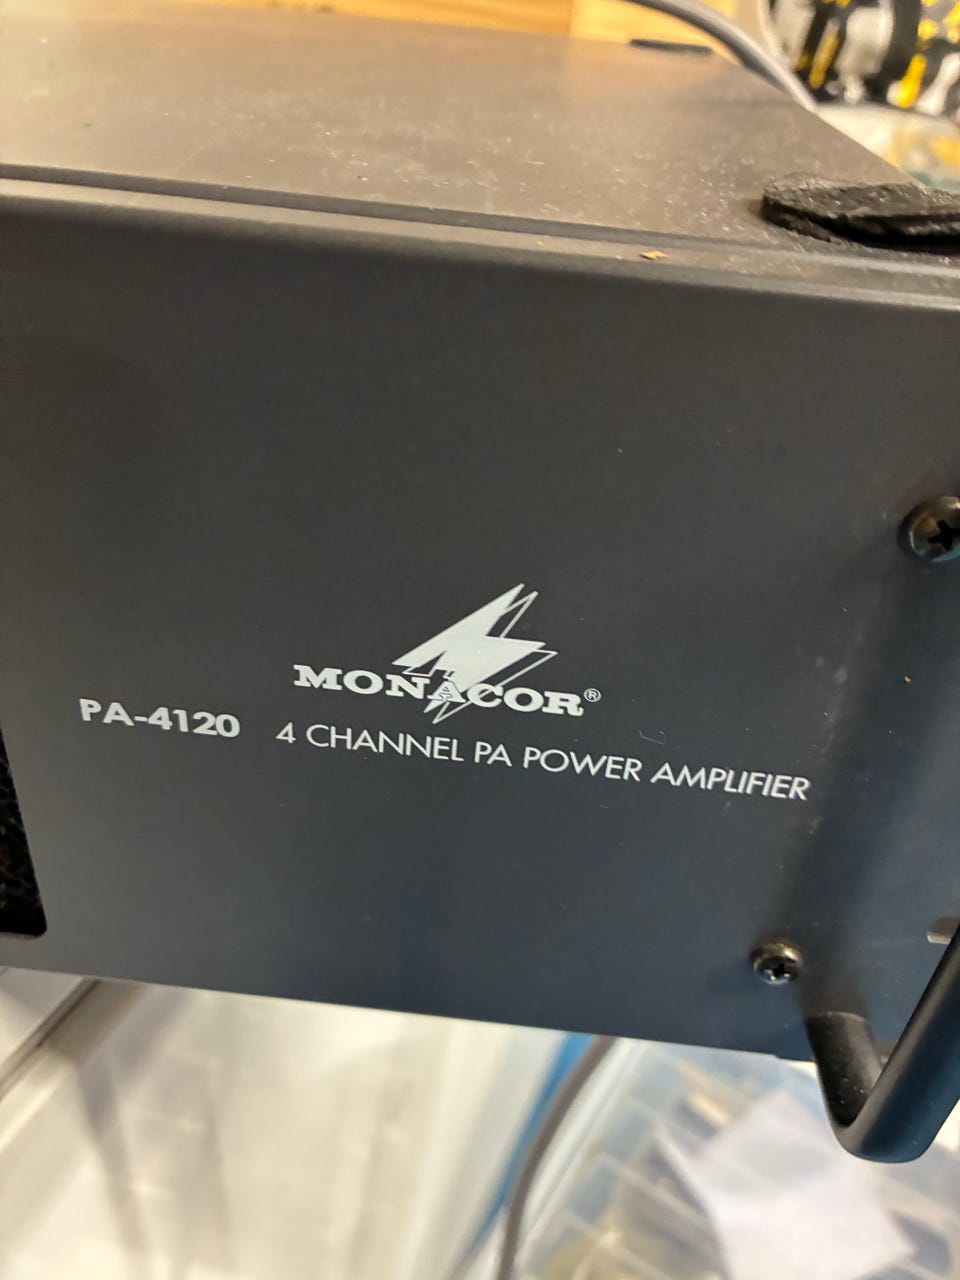 MONACOR®
PA-4120 4 CHANNEL PA POWER AMPLIFIER